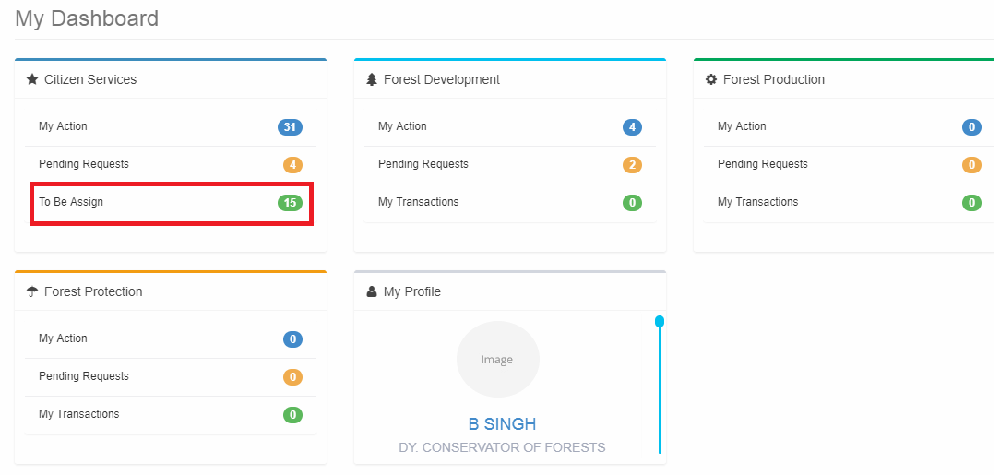 My Dashboard
Citizen Services
My Action 31
Pending Requests 4
To Be Assign 15
Forest Development
My Action 4
Pending Requests 2
My Transactions 0
Forest Production
My Action 0
Pending Requests 0
My Transactions 0
Forest Protection
My Action 0
Pending Requests 0
My Transactions 0
My Profile
Image
B SINGH
DY. CONSERVATOR OF FORESTS